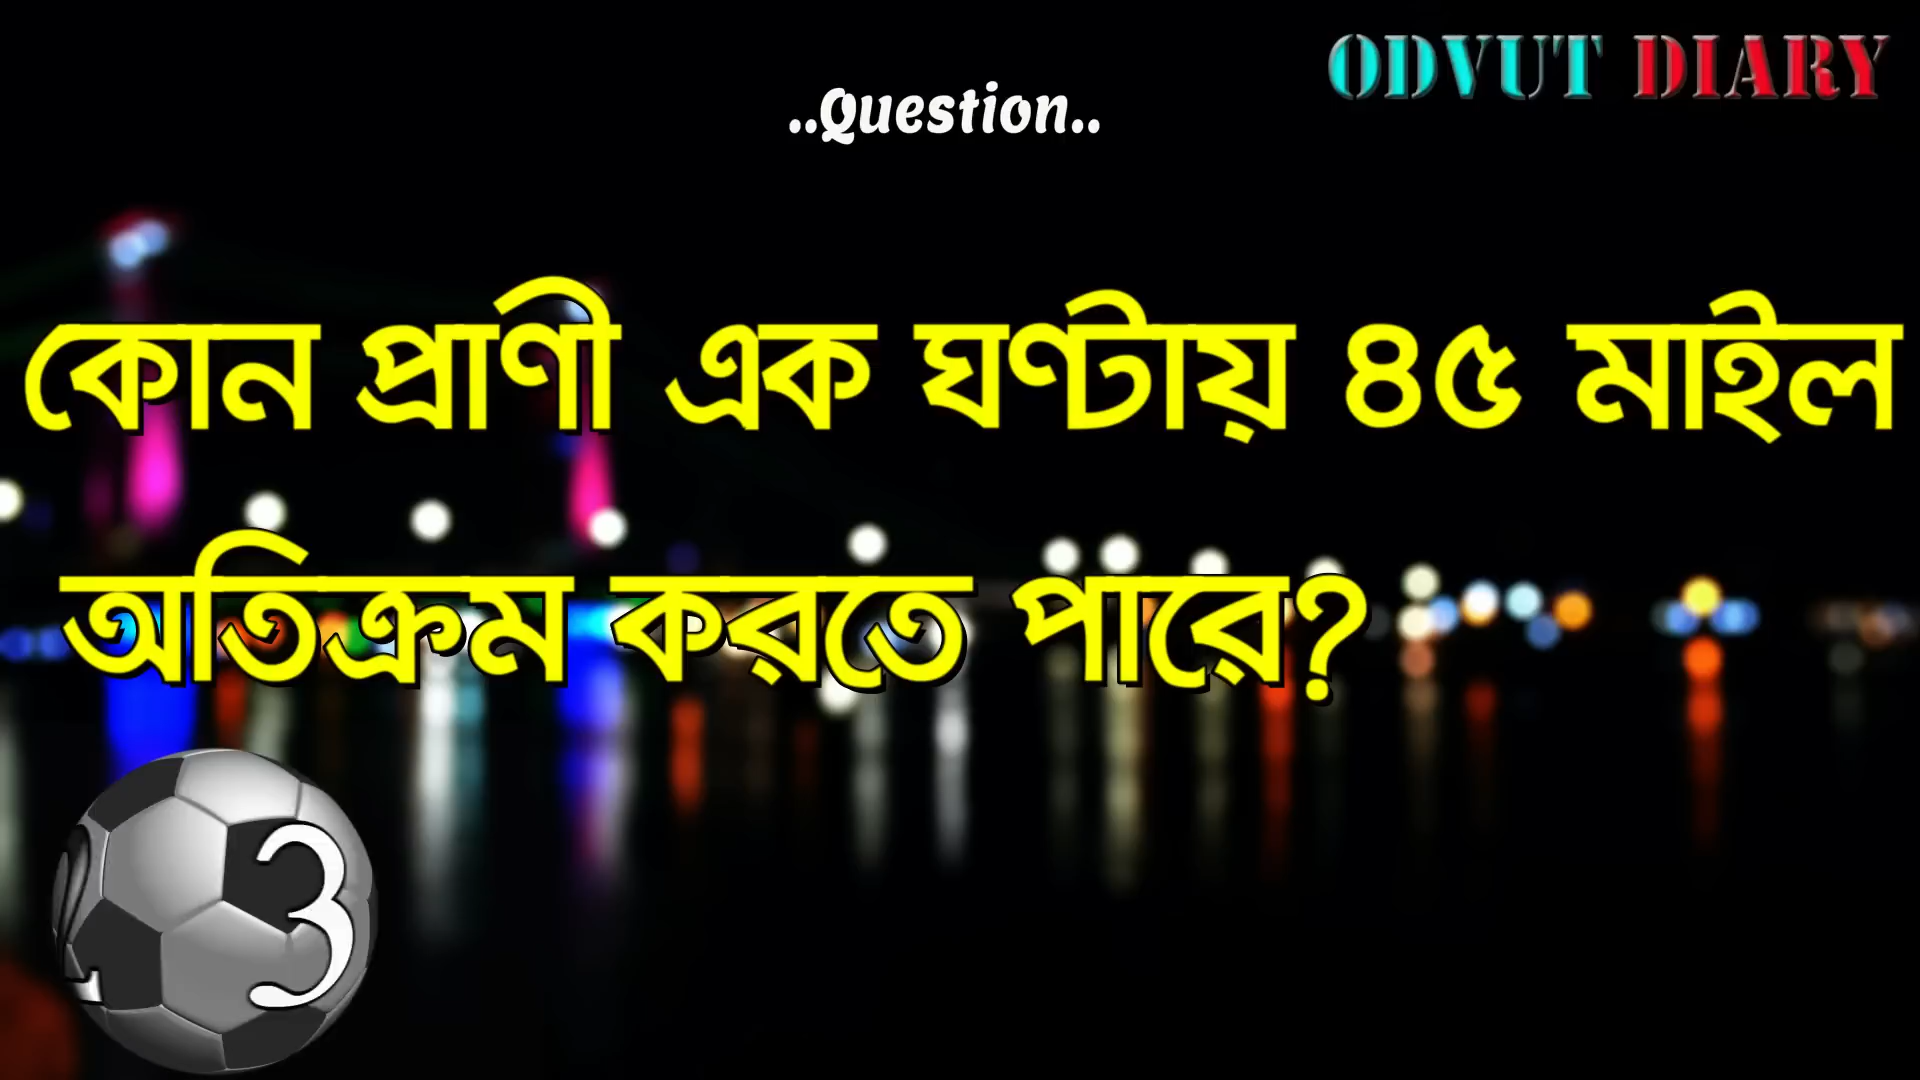 ODVUT DIARY
..Question..
কোন প্রাণী এক ঘণ্টায় ৪৫ মাইল
অতিক্রম করতে পারে?
3